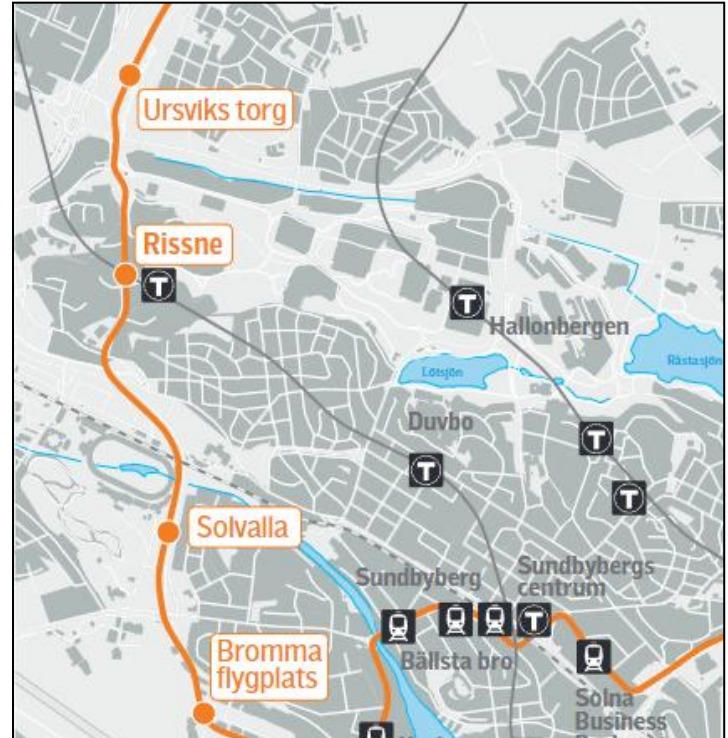 Ursviks torg
Rissne
T
T
Hallonbergen
Råstasjön
Lötsjön
Duvbo
T
T
T
Solvalla
Sundbyberg
Sundbybergs
centrum
T
Bromma
flygplats
Bällsta bro
Solna
Business